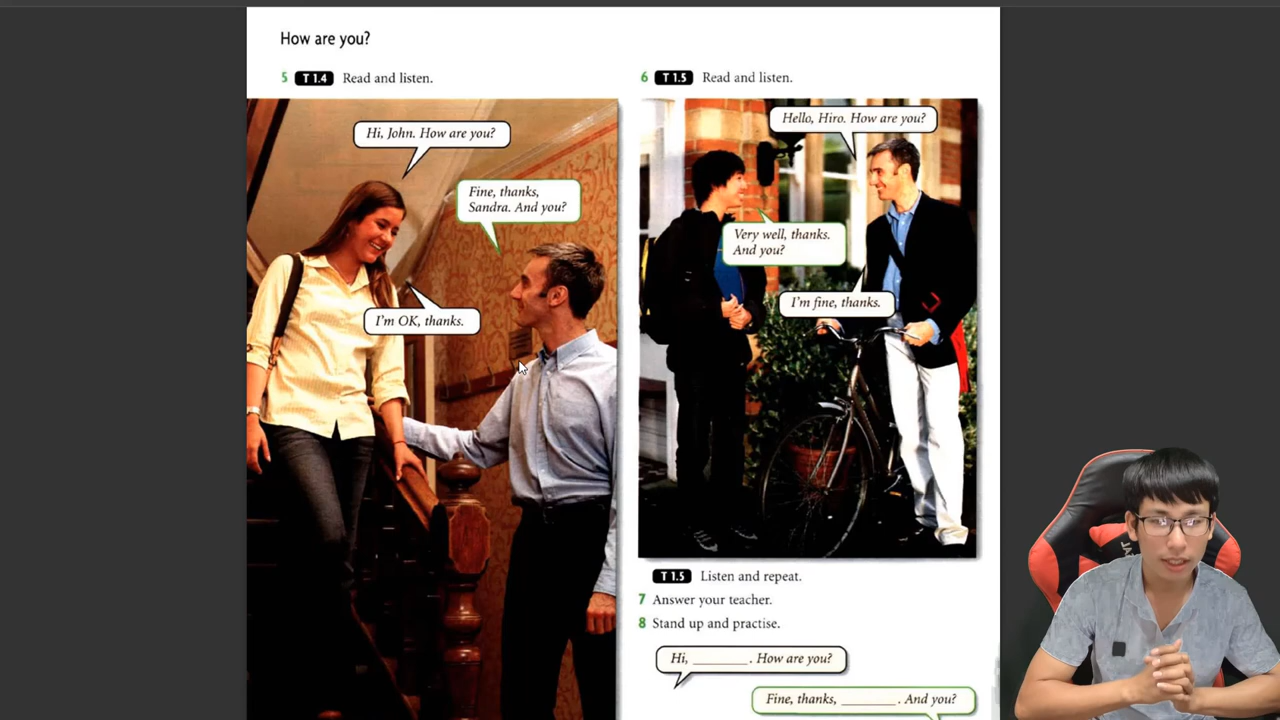 How are you?
5 T 1.4 Read and listen.
Hi, John. How are you?
Fine, thanks,
Sandra. And you?
I'm OK, thanks.
6 T 1.5 Read and listen.
Hello, Hiro. How are you?
Very well, thanks.
And you?
I'm fine, thanks.
T 1.5 Listen and repeat.
7 Answer your teacher.
8 Stand up and practise.
Hi, ________. How are you?
Fine, thanks, ________. And you?